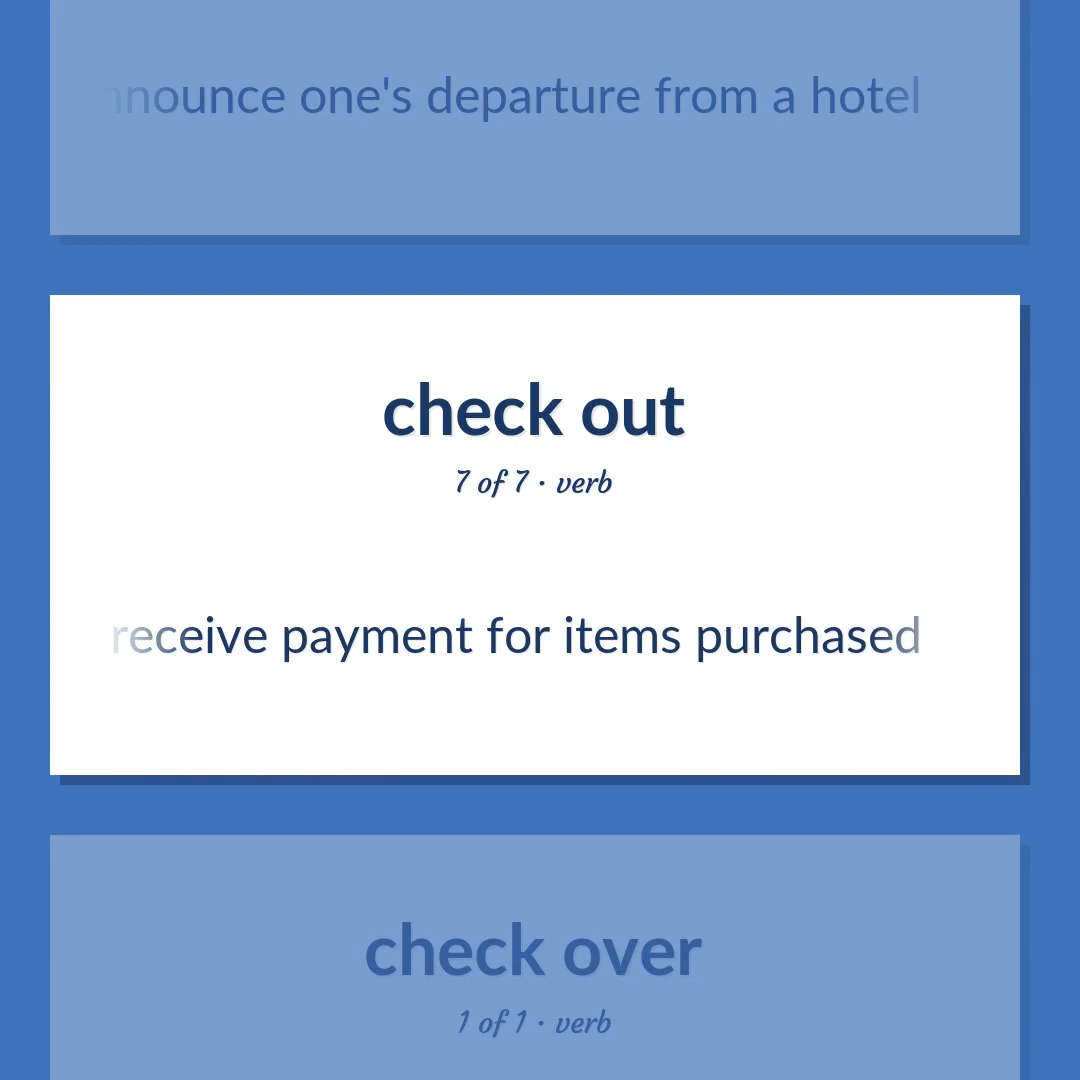 nnounce one's departure from a hotel
check out
7 of 7 · verb
receive payment for items purchased
check over
1 of 1 · verb